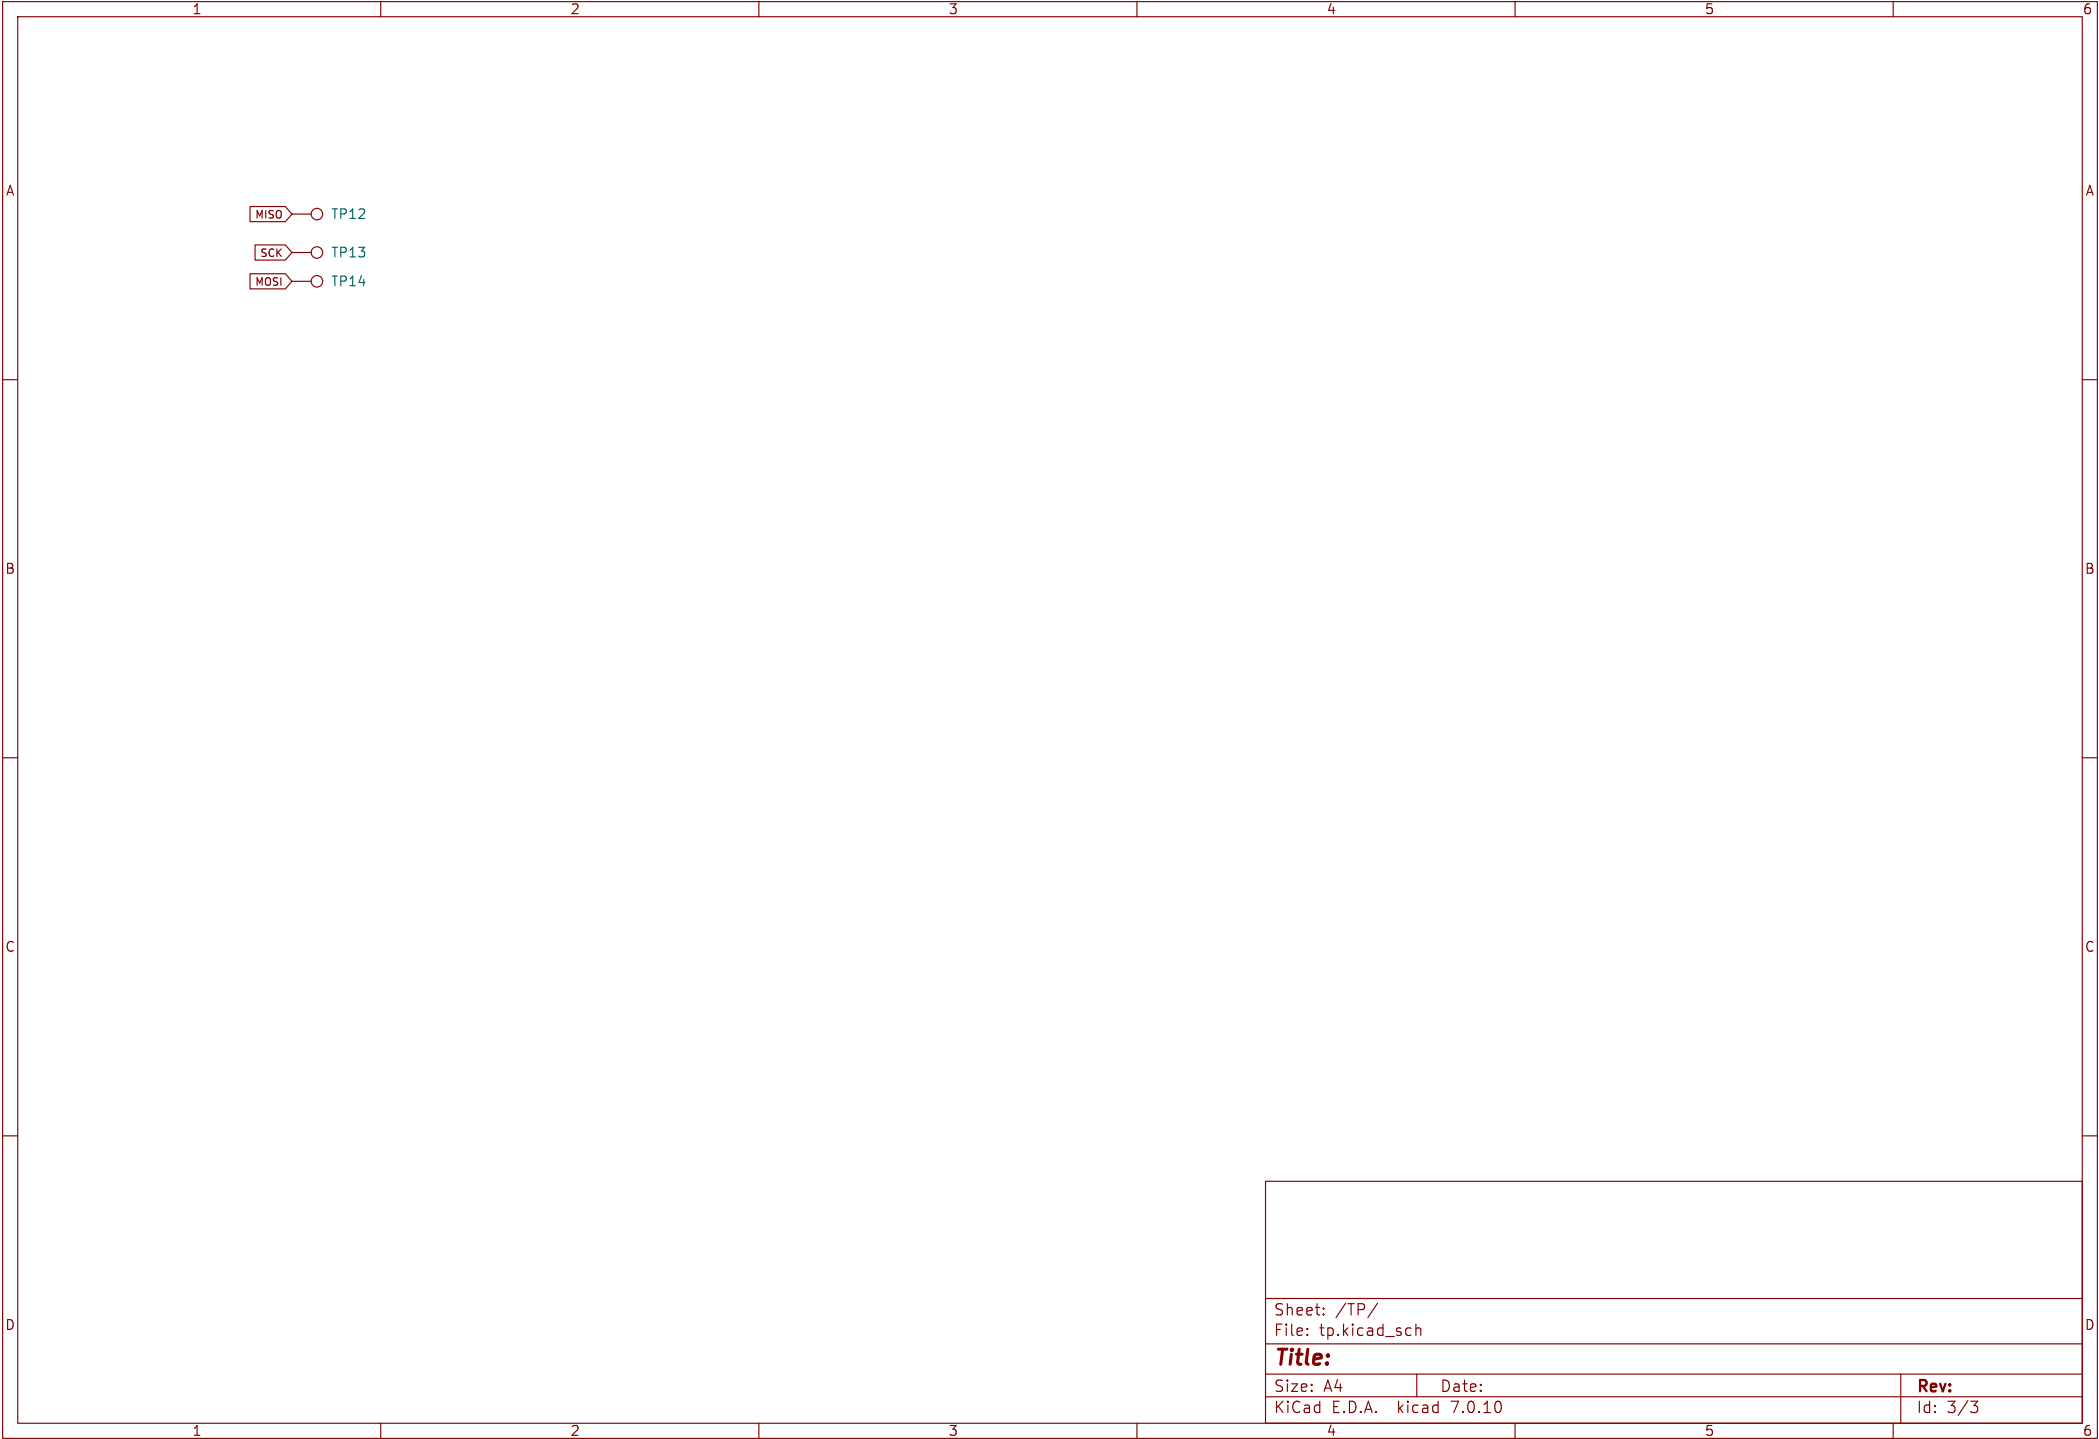 1 2 3 4 5 6
A A
MISO TP12
SCK TP13
MOSI TP14
B B
C C
Sheet: /TP/
File: tp.kicad_sch
D D
Title:
Size: A4 Date: Rev:
KiCad E.D.A. kicad 7.0.10 Id: 3/3
1 2 3 4 5 6